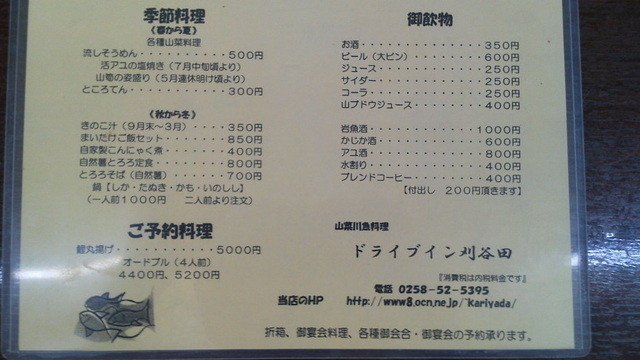 季節料理
《春から夏》
各種山菜料理
流しそうめん・・・・・・・・・・500円
活アユの塩焼き（7月中旬頃より）
山菊の姿盛り（5月連休明け頃より）
ところてん・・・・・・・・・・・300円
《秋から冬》
きのこ汁（9月末〜3月）・・・・350円
まいたけご飯セット・・・・・・・850円
自家製こんにゃく煮・・・・・・・400円
自然薯とろろ定食・・・・・・・・800円
とろろそば（自然薯）・・・・・・700円
鍋【しか・たぬき・かも・いのしし】
（一人前1000円　二人前より注文）
ご予約料理
鯉丸揚げ・・・・・・・・・・・5000円
オードブル（4人前）
4400円、5200円
御飲物
お酒・・・・・・・・・・・・・・350円
ビール（大ビン）・・・・・・・・600円
ジュース・・・・・・・・・・・・250円
サイダー・・・・・・・・・・・・250円
コーラ・・・・・・・・・・・・・250円
山ブドウジュース・・・・・・・・400円
岩魚酒・・・・・・・・・・・・1000円
かじか酒・・・・・・・・・・・・600円
アユ酒・・・・・・・・・・・・・800円
水割り・・・・・・・・・・・・・400円
ブレンドコーヒー・・・・・・・・400円
【付出し　200円頂きます】
山菜川魚料理
ドライブイン刈谷田
『消費税は内税料金です』
電話　0258-52-5395
当店のHP　http://www8.ocn.ne.jp/~kariyada/
折箱、御宴会料理、各種御会合・御宴会の予約承ります。